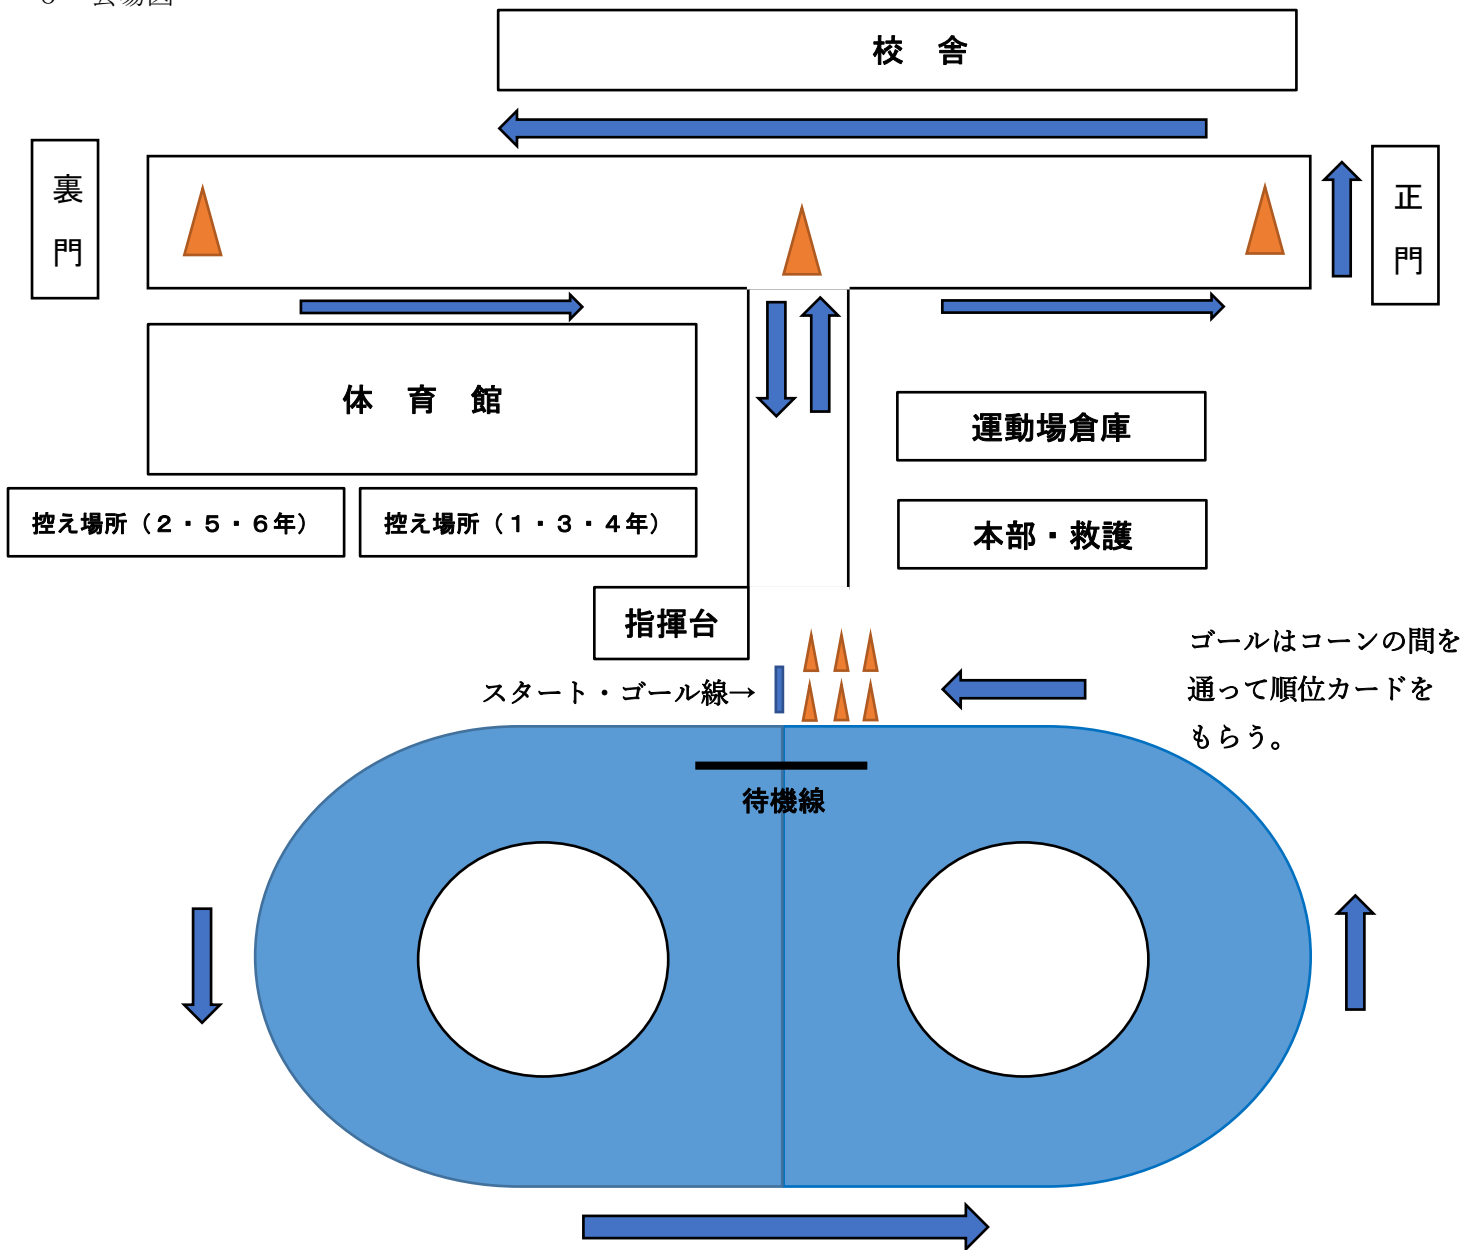 校　舎
裏門
正門
体　育　館
運動場倉庫
控え場所（２・５・６年）
控え場所（１・３・４年）
本部・救護
指揮台
ゴールはコーンの間を
通って順位カードを
もらう。
スタート・ゴール線→
待機線